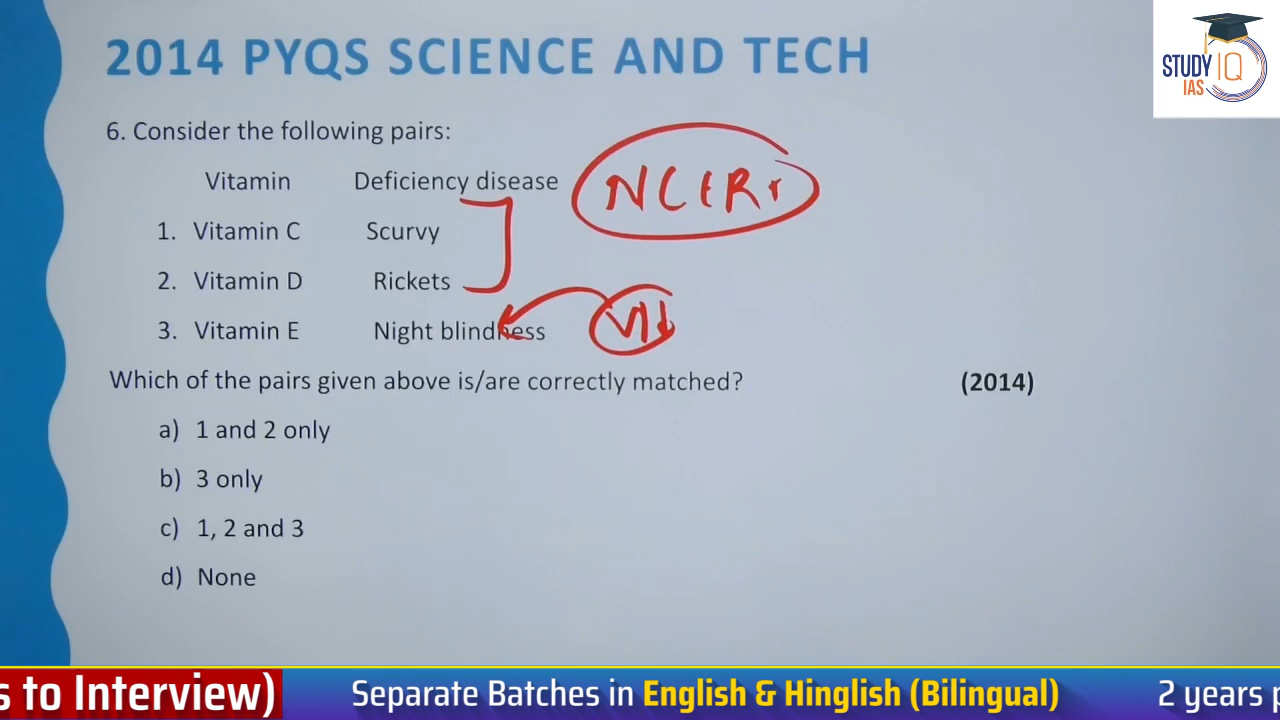 2014 PYQS SCIENCE AND TECH
STUDY IQ
IAS
6. Consider the following pairs:
Vitamin Deficiency disease
NCERT
1. Vitamin C Scurvy
2. Vitamin D Rickets
3. Vitamin E Night blindness
Which of the pairs given above is/are correctly matched? (2014)
a) 1 and 2 only
b) 3 only
c) 1, 2 and 3
d) None
s to Interview) Separate Batches in English & Hinglish (Bilingual) 2 years p